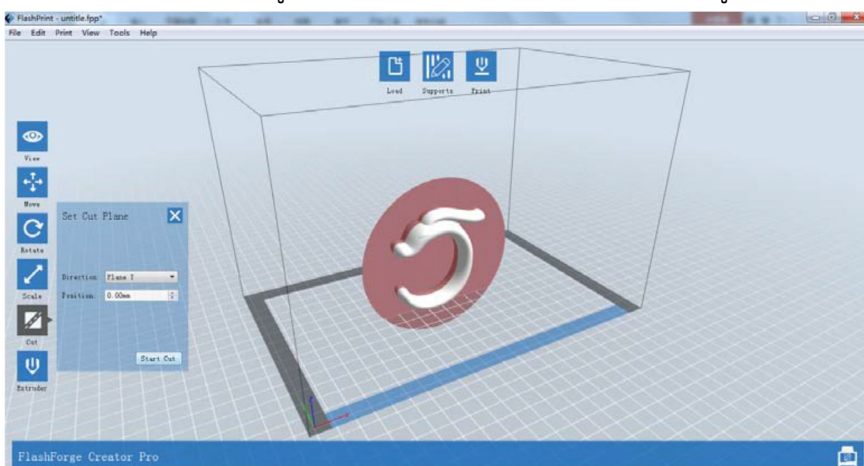 FlashPrint - untitle.fpp*
File Edit Print View Tools Help
Load Supports Print
View
Move
Set Cut Plane
Rotate
Direction: Plane Y
Scale
Position: 0.00mm
Cut
Start Cut
Extruder
FlashForge Creator Pro